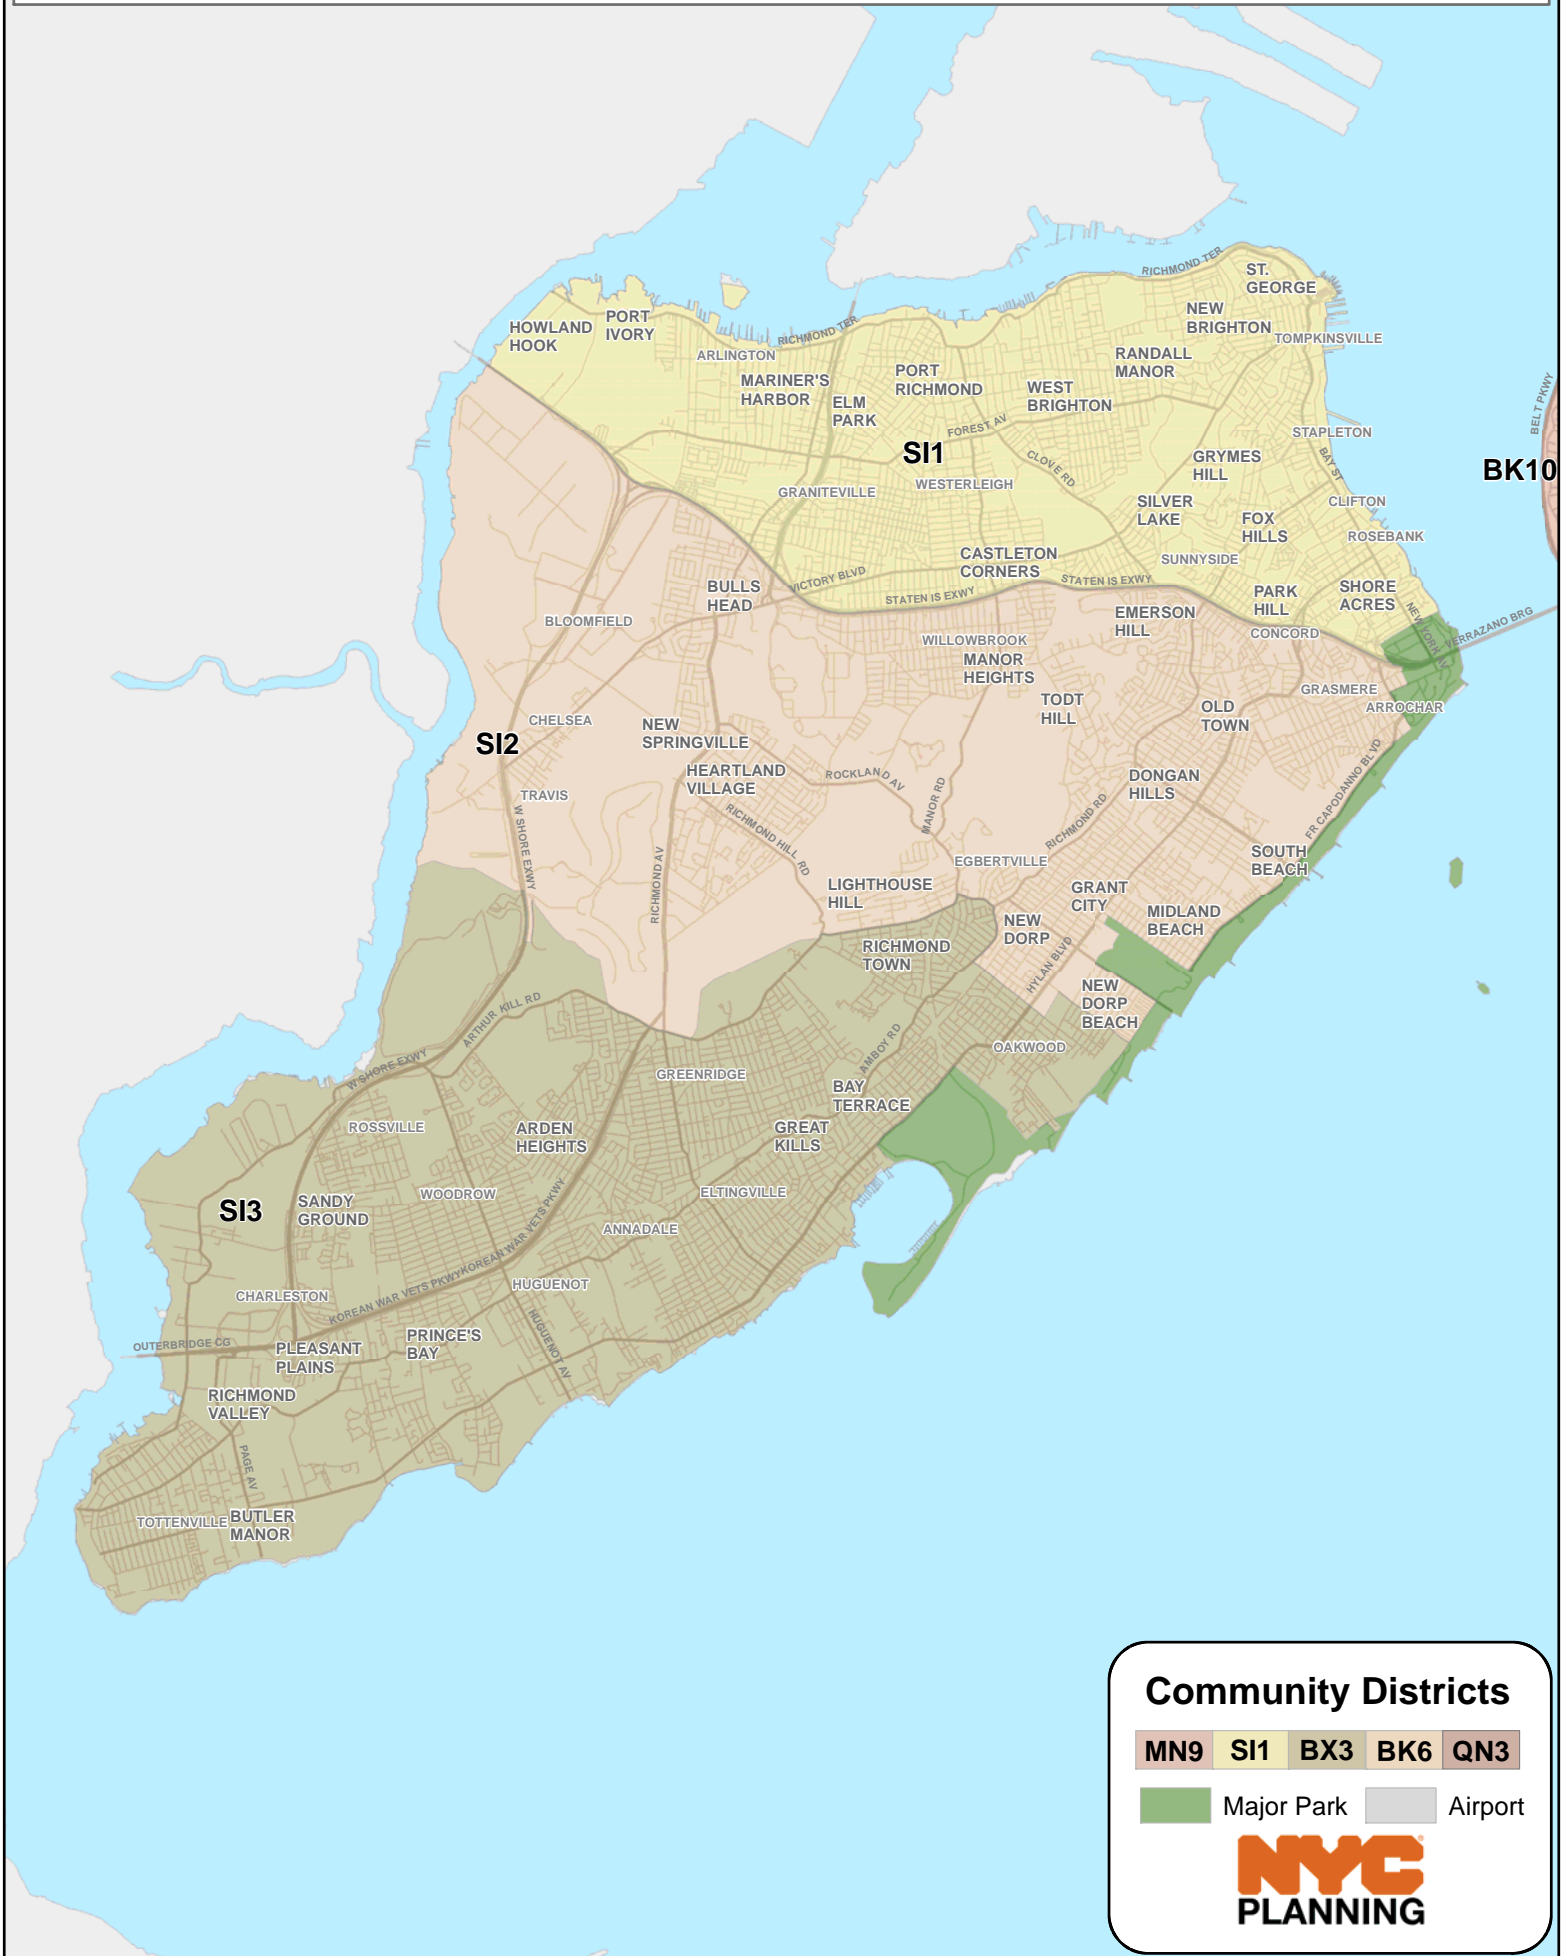 RICHMOND TER
ST.
GEORGE
HOWLAND
HOOK
PORT
IVORY
NEW
BRIGHTON
RICHMOND TER
TOMPKINSVILLE
ARLINGTON
RANDALL
MANOR
MARINER'S
HARBOR
PORT
RICHMOND
WEST
BRIGHTON
ELM
PARK
BELT PKWY
FOREST AV
STAPLETON
SI1
CLOVE RD
GRYMES
HILL
BAY ST
BK10
GRANITEVILLE
WESTERLEIGH
SILVER
LAKE
CLIFTON
FOX
HILLS
ROSEBANK
CASTLETON
CORNERS
SUNNYSIDE
VICTORY BLVD
STATEN IS EXWY
STATEN IS EXWY
BULLS
HEAD
PARK
HILL
SHORE
ACRES
NEW YORK AV
VERRAZANO BRG
BLOOMFIELD
EMERSON
HILL
CONCORD
WILLOWBROOK
MANOR
HEIGHTS
GRASMERE
ARROCHAR
TODT
HILL
OLD
TOWN
CHELSEA
NEW
SPRINGVILLE
SI2
HEARTLAND
VILLAGE
ROCKLAND AV
DONGAN
HILLS
FR CAPODANNO BLVD
TRAVIS
W SHORE EXWY
RICHMOND HILL RD
MANOR RD
RICHMOND RD
RICHMOND AV
EGBERTVILLE
SOUTH
BEACH
LIGHTHOUSE
HILL
GRANT
CITY
MIDLAND
BEACH
NEW
DORP
RICHMOND
TOWN
HYLAN BLVD
NEW
DORP
BEACH
ARTHUR KILL RD
AMBOY RD
OAKWOOD
W SHORE EXWY
GREENRIDGE
BAY
TERRACE
ROSSVILLE
ARDEN
HEIGHTS
GREAT
KILLS
SI3
SANDY
GROUND
WOODROW
ELTINGVILLE
ANNADALE
KOREAN WAR VETS PKWY
KOREAN WAR VETS PKWY
HUGUENOT
CHARLESTON
HUGUENOT AV
OUTERBRIDGE CG
PLEASANT
PLAINS
PRINCE'S
BAY
RICHMOND
VALLEY
PAGE AV
TOTTENVILLE
BUTLER
MANOR
Community Districts
MN9 SI1 BX3 BK6 QN3
Major Park Airport
NYC
PLANNING